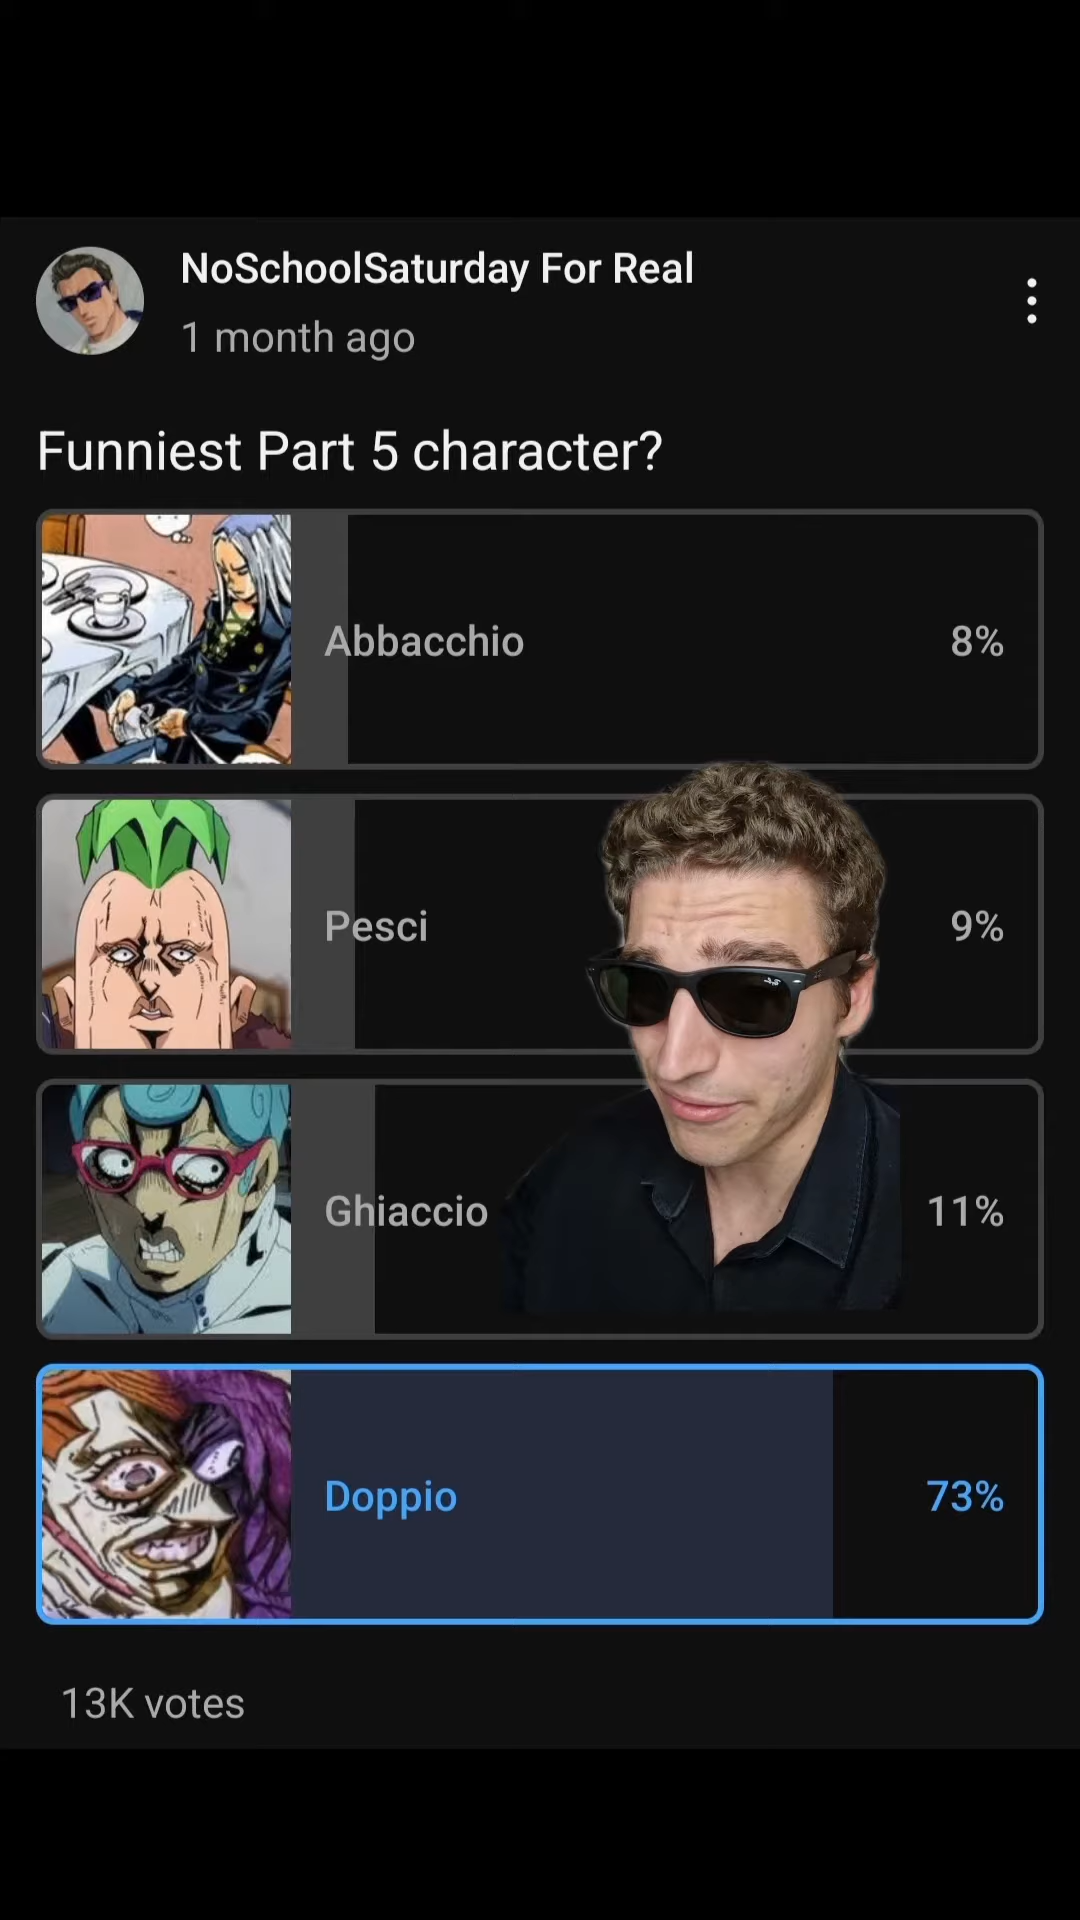 NoSchoolSaturday For Real
1 month ago
Funniest Part 5 character?
Abbacchio 8%
Pesci 9%
Ghiaccio 11%
Doppio 73%
13K votes